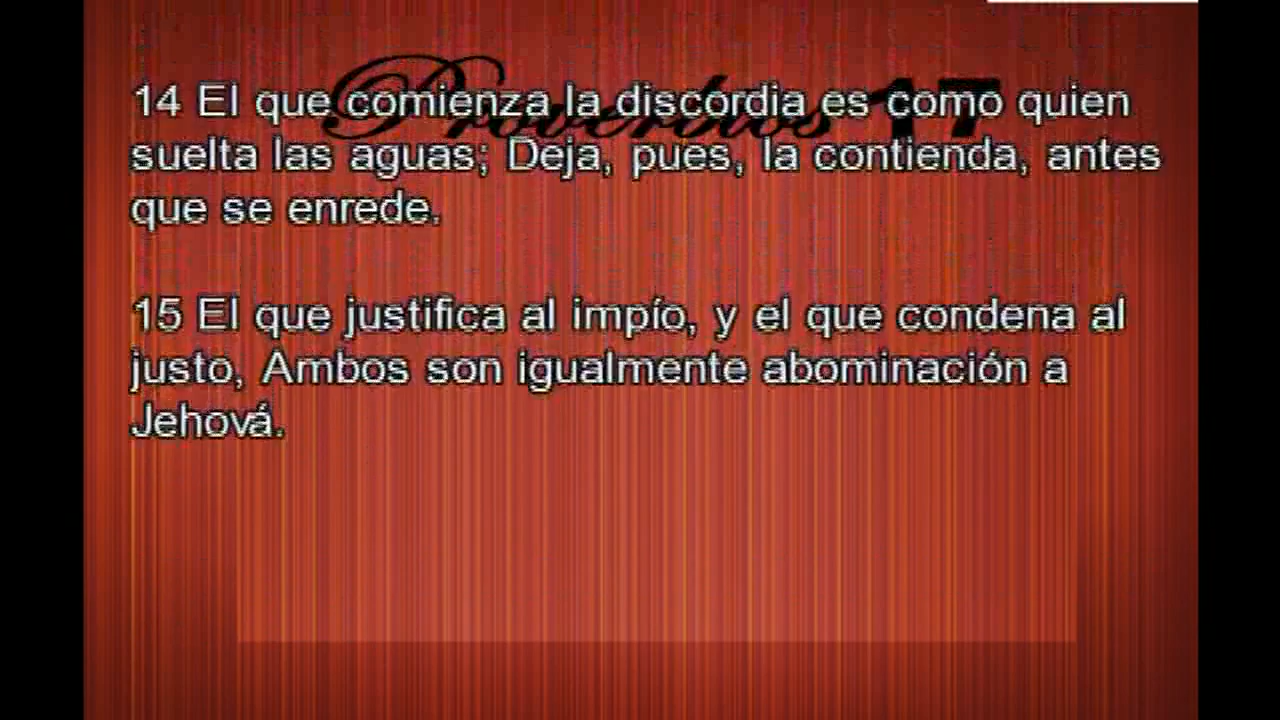 Proverbios 17
14 El que comienza la discordia es como quien
suelta las aguas; Deja, pues, la contienda, antes
que se enrede.
15 El que justifica al impío, y el que condena al
justo, Ambos son igualmente abominación a
Jehová.